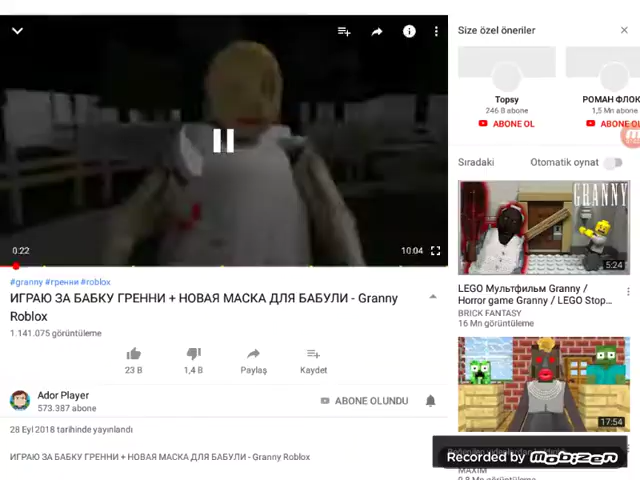 0:22
10:04
#granny #гренни #roblox
ИГРАЮ ЗА БАБКУ ГРЕННИ + НОВАЯ МАСКА ДЛЯ БАБУЛИ - Granny
Roblox
1.141.075 görüntüleme
23 B
1,4 B
Paylaş
Kaydet
Ador Player
573.387 abone
ABONE OLUNDU
28 Eyl 2018 tarihinde yayınlandı
ИГРАЮ ЗА БАБКУ ГРЕННИ + НОВАЯ МАСКА ДЛЯ БАБУЛИ - Granny Roblox
Size özel öneriler
Topsy
246 B abone
ABONE OL
РОМАН ФЛОК
1,5 Mn abone
ABONE OL
Sıradaki
Otomatik oynat
GRANNY
5:24
LEGO Мультфильм Granny /
Horror game Granny / LEGO Stop...
BRICK FANTASY
16 Mn görüntüleme
17:54
Recorded by MOBIZEN
MAXIM